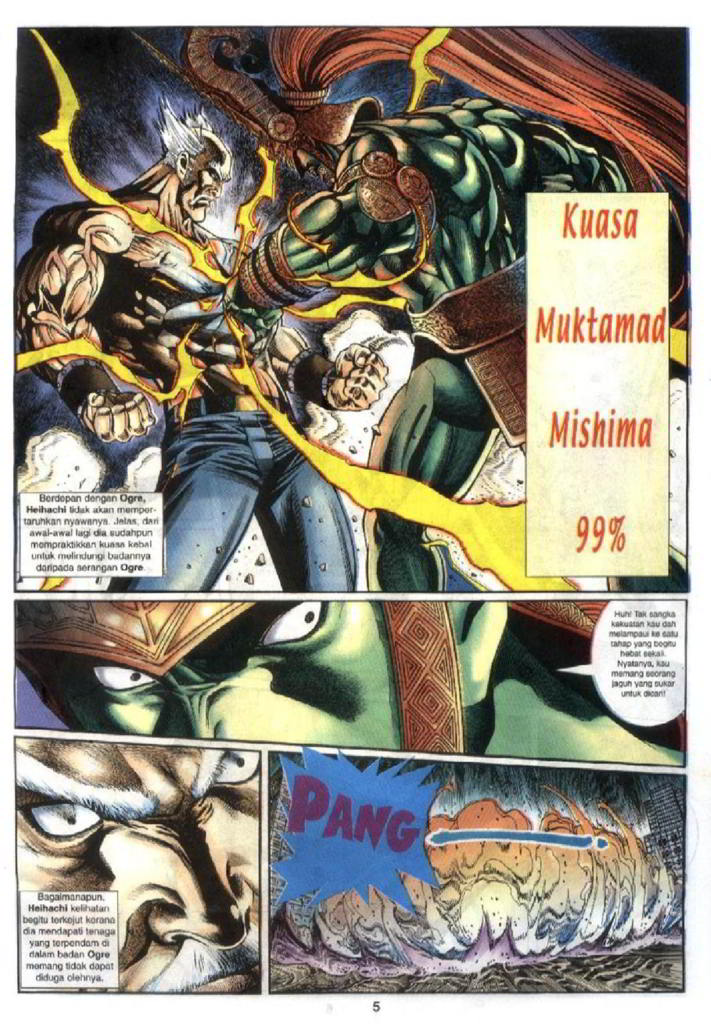 Kuasa
Muktamad
Mishima
99%
Berdepan dengan Ogre,
Heihachi tidak akan memper-
taruhkan nyawanya. Jelas, dari
awal-awal lagi dia sudahpun
mempraktikkan kuasa kebal
untuk melindungi badannya
daripada serangan Ogre.
Huh! Tak sangka
kekuatan kau dah
melampaui ke satu
tahap yang begitu
hebat sekali.
Nyatanya, kau
memang seorang
jaguh yang sukar
untuk dicari!
Bagaimanapun,
Heihachi kelihatan
begitu terkejut kerana
dia mendapati tenaga
yang terpendam di
dalam badan Ogre
memang tidak dapat
diduga olehnya.
PANG
5